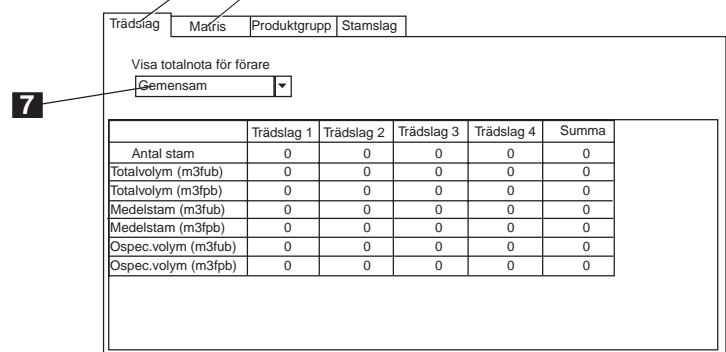 Trädslag Matris Produktgrupp Stamslag
Visa totalnota för förare
Gemensam
7
Trädslag 1 Trädslag 2 Trädslag 3 Trädslag 4 Summa
Antal stam 0 0 0 0 0
Totalvolym (m3fub) 0 0 0 0 0
Totalvolym (m3fpb) 0 0 0 0 0
Medelstam (m3fub) 0 0 0 0 0
Medelstam (m3fpb) 0 0 0 0 0
Ospec.volym (m3fub) 0 0 0 0 0
Ospec.volym (m3fpb) 0 0 0 0 0